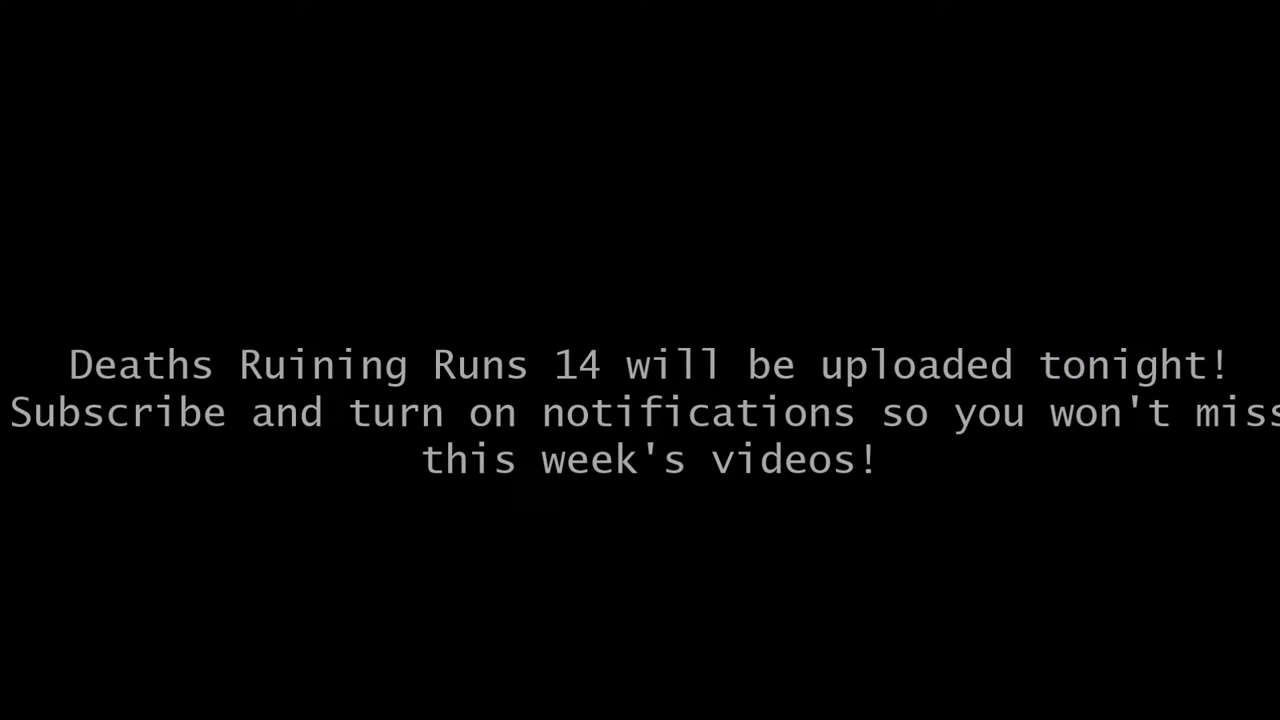 Deaths Ruining Runs 14 will be uploaded tonight!
Subscribe and turn on notifications so you won't miss
this week's videos!